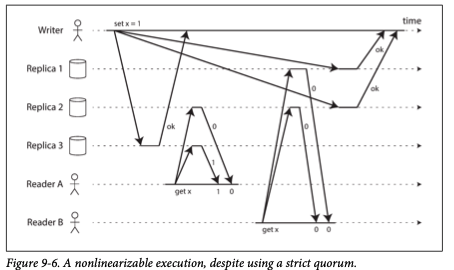 time
set x = 1
Writer
Replica 1
ok
0
Replica 2
ok
ok
0
0
Replica 3
1
Reader A
get x
1
0
Reader B
get x
0
0
Figure 9-6. A nonlinearizable execution, despite using a strict quorum.